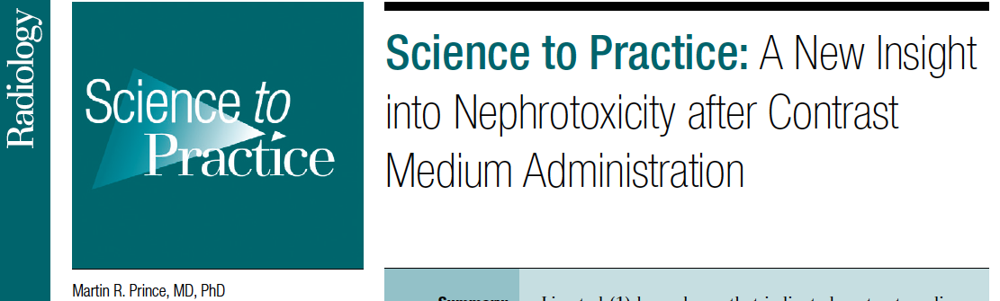 Radiology
Science to
Practice
Science to Practice: A New Insight
into Nephrotoxicity after Contrast
Medium Administration
Martin R. Prince, MD, PhD